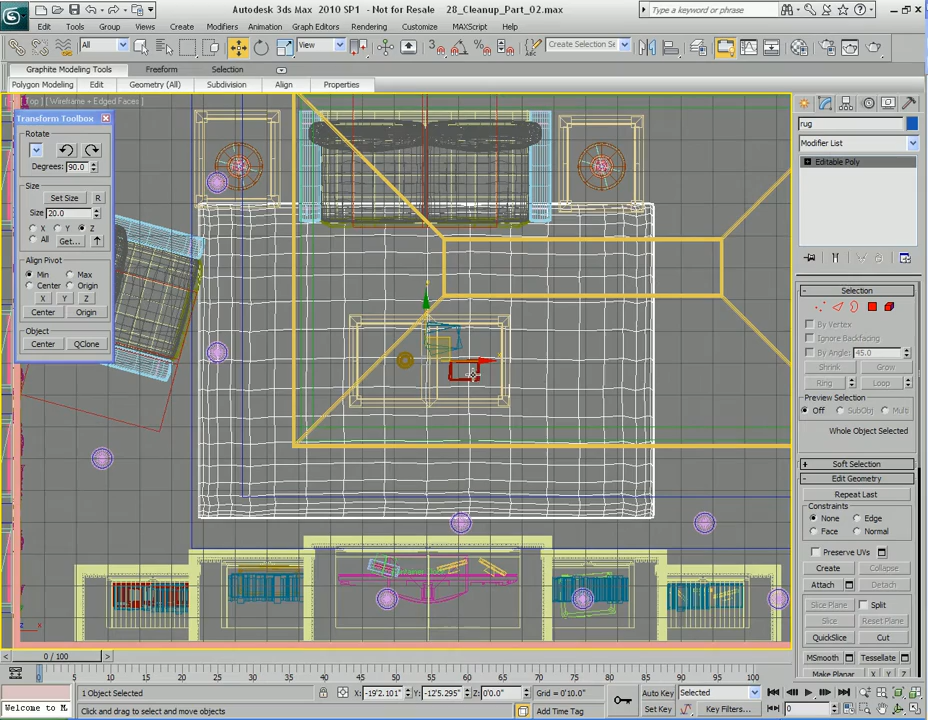 Autodesk 3ds Max 2010 SP1 - Not for Resale 28_Cleanup_Part_02.max
Type a keyword or phrase
Edit Tools Group Views Create Modifiers Animation Graph Editors Rendering Customize MAXScript Help
All View Create Selection Se
Graphite Modeling Tools Freeform Selection
Polygon Modeling Edit Geometry (All) Subdivision Align Properties
Top ] [ Wireframe + Edged Faces ]
Transform Toolbox
Rotate
Degrees: 90.0
Size
Set Size R
Size 20.0
X Y Z
All Get...
Align Pivot
Min Max
Center Origin
X Y Z
Center Origin
Object
Center QClone
rug
Modifier List
Editable Poly
Selection
By Vertex
Ignore Backfacing
By Angle: 45.0
Shrink Grow
Ring Loop
Preview Selection
Off SubObj Multi
Whole Object Selected
Soft Selection
Edit Geometry
Repeat Last
Constraints
None Edge
Face Normal
Preserve UVs
Create Collapse
Attach Detach
Slice Plane Split
Slice Reset Plane
QuickSlice Cut
MSmooth Tessellate
Make Planar X Y Z
0 / 100
0 5 10 15 20 25 30 35 40 45 50 55 60 65 70 75 80 85 90 95 100
1 Object Selected X: -19'2.101" Y: -12'5.295" Z: 0'0.0" Grid = 0'10.0" Auto Key Selected
Welcome to M Click and drag to select and move objects Add Time Tag Set Key Key Filters... 0